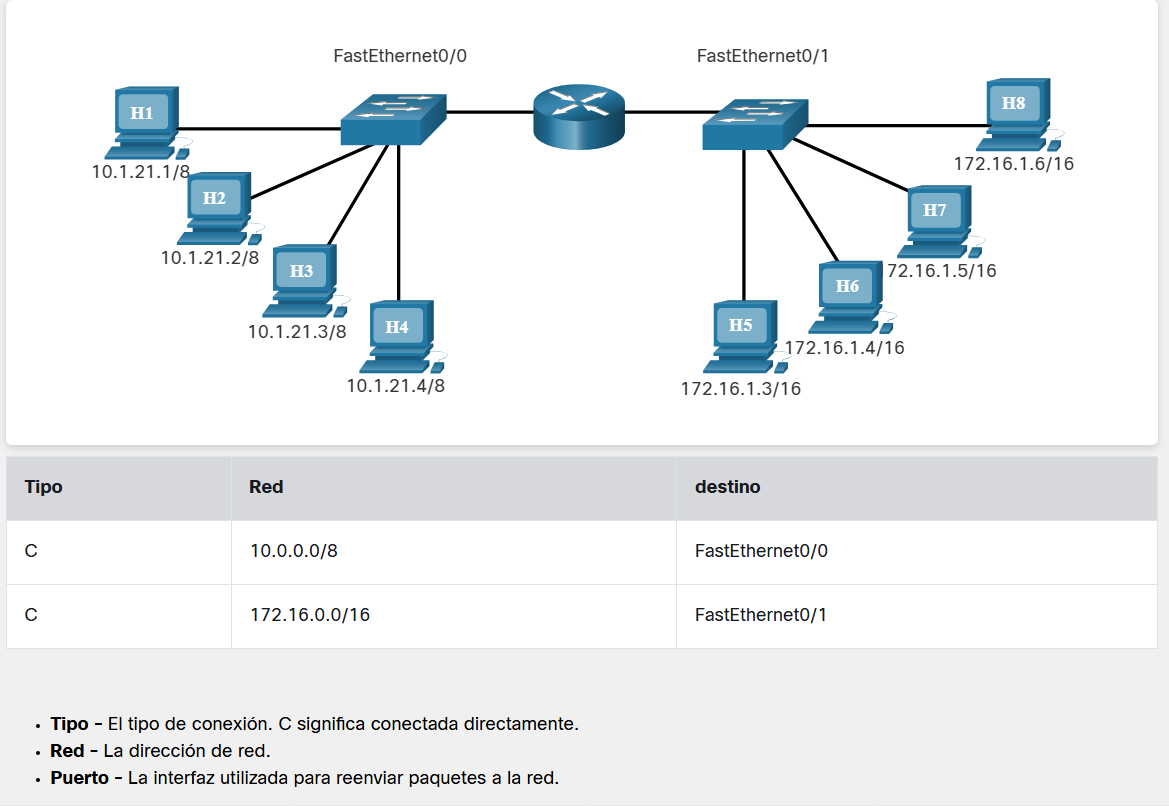 FastEthernet0/0
FastEthernet0/1
H1
10.1.21.1/8
H2
10.1.21.2/8
H3
10.1.21.3/8
H4
10.1.21.4/8
H8
172.16.1.6/16
H7
72.16.1.5/16
H6
172.16.1.4/16
H5
172.16.1.3/16
Tipo Red destino
C 10.0.0.0/8 FastEthernet0/0
C 172.16.0.0/16 FastEthernet0/1
• Tipo – El tipo de conexión. C significa conectada directamente.
• Red – La dirección de red.
• Puerto – La interfaz utilizada para reenviar paquetes a la red.